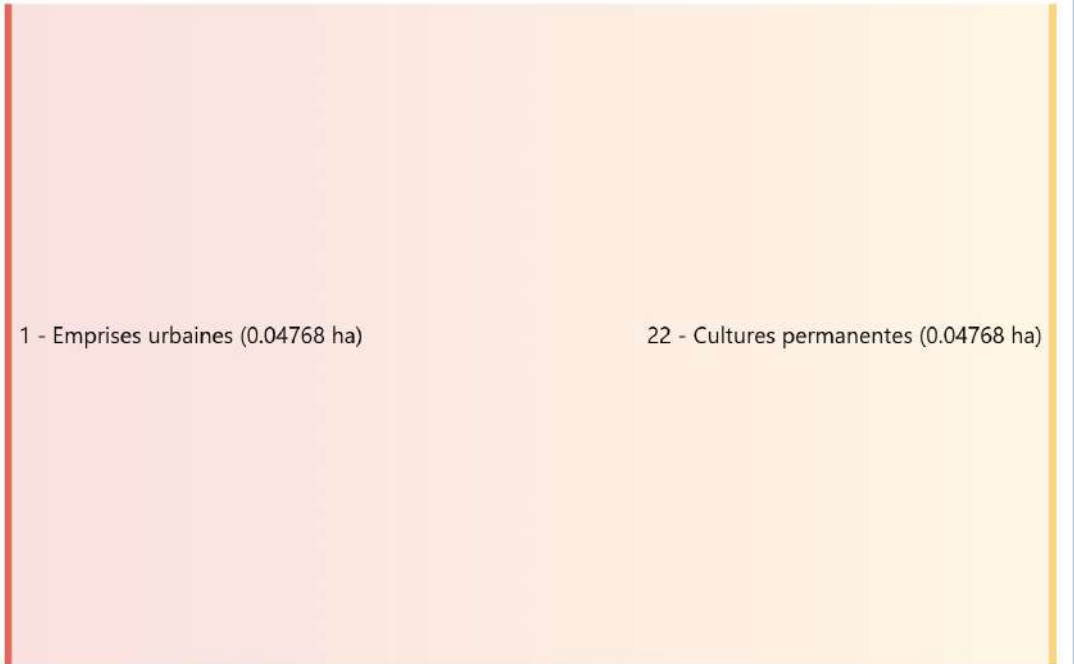 1 - Emprises urbaines (0.04768 ha)
22 - Cultures permanentes (0.04768 ha)